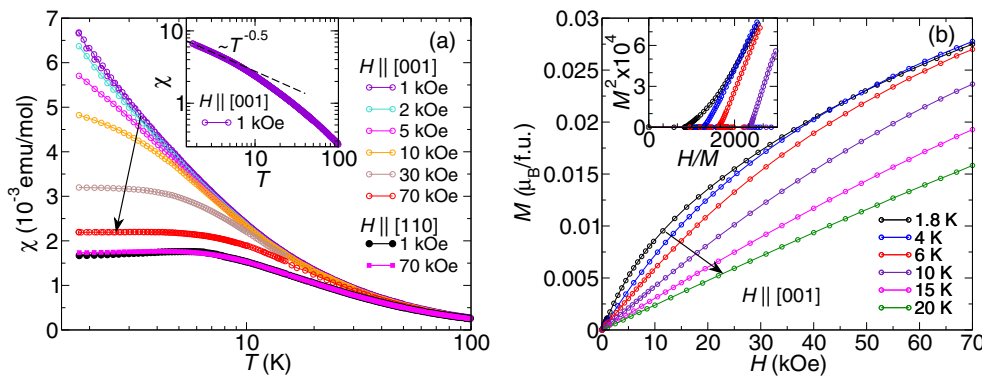 (a)
H || [001]
1 kOe
2 kOe
5 kOe
10 kOe
30 kOe
70 kOe
H || [110]
1 kOe
70 kOe
χ (10⁻³emu/mol)
7
6
5
4
3
2
1
0
10
100
T (K)
~T⁻⁰·⁵
χ
10
1
H || [001]
1 kOe
10
100
T
(b)
M (μB/f.u.)
0.03
0.025
0.02
0.015
0.01
0.005
0
0 10 20 30 40 50 60 70
H (kOe)
M² x10⁴
6
3
0
0 2000
H/M
H || [001]
1.8 K
4 K
6 K
10 K
15 K
20 K